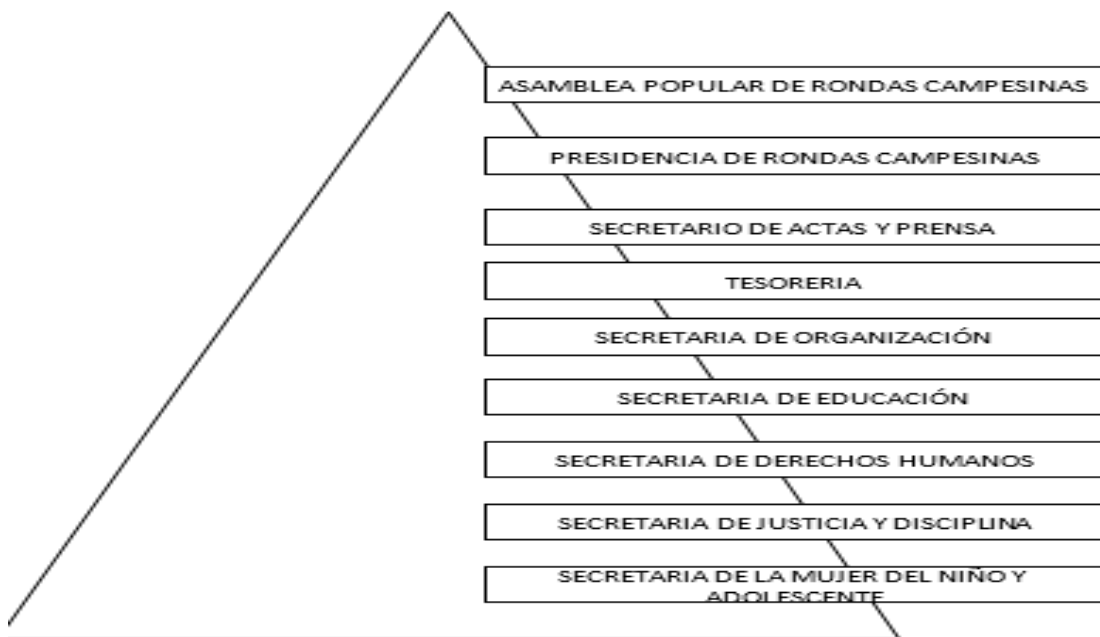 ASAMBLEA POPULAR DE RONDAS CAMPESINAS
PRESIDENCIA DE RONDAS CAMPESINAS
SECRETARIO DE ACTAS Y PRENSA
TESORERIA
SECRETARIA DE ORGANIZACIÓN
SECRETARIA DE EDUCACIÓN
SECRETARIA DE DERECHOS HUMANOS
SECRETARIA DE JUSTICIA Y DISCIPLINA
SECRETARIA DE LA MUJER DEL NIÑO Y
ADOLESCENTE